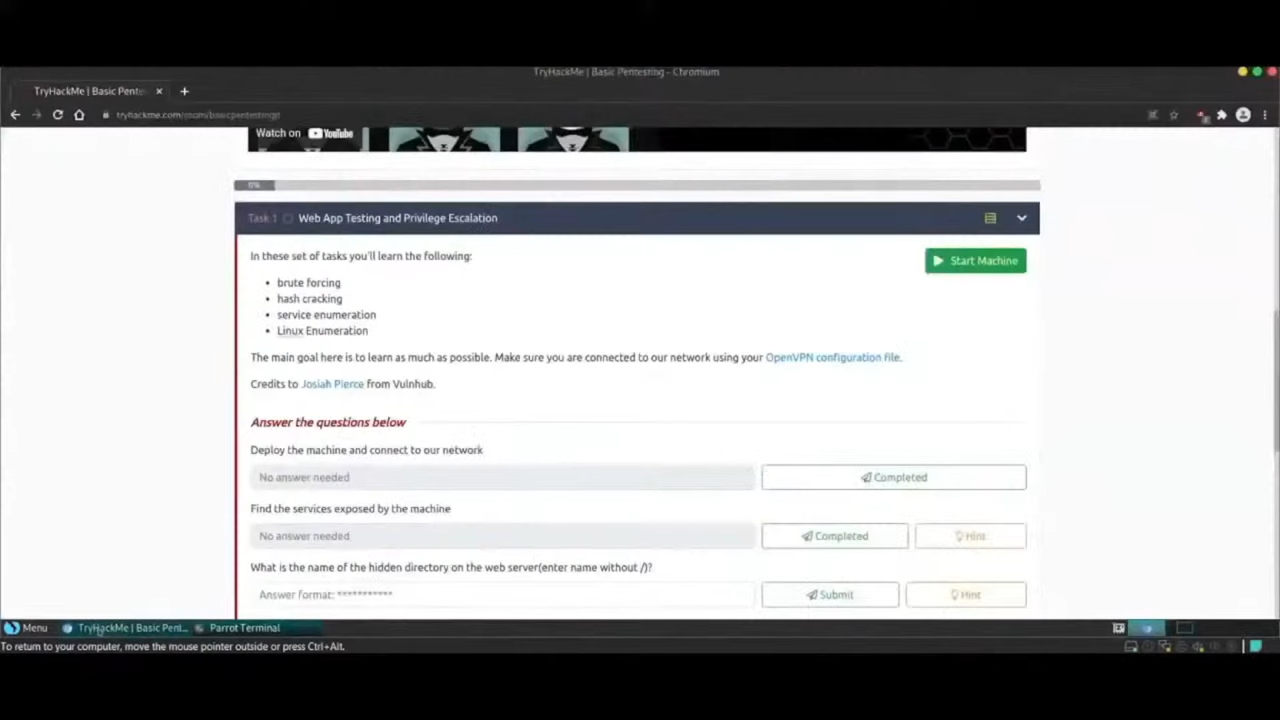 TryHackMe | Basic Pentesting - Chromium
TryHackMe | Basic Pente
tryhackme.com/room/basicpentestingjt
Watch on YouTube
0%
Task 1 Web App Testing and Privilege Escalation
In these set of tasks you'll learn the following:
Start Machine
• brute forcing
• hash cracking
• service enumeration
• Linux Enumeration
The main goal here is to learn as much as possible. Make sure you are connected to our network using your OpenVPN configuration file.
Credits to Josiah Pierce from Vulnhub.
Answer the questions below
Deploy the machine and connect to our network
No answer needed Completed
Find the services exposed by the machine
No answer needed Completed Hint
What is the name of the hidden directory on the web server(enter name without /)?
Answer format: *********** Submit Hint
Menu TryHackMe | Basic Pent... Parrot Terminal
To return to your computer, move the mouse pointer outside or press Ctrl+Alt.